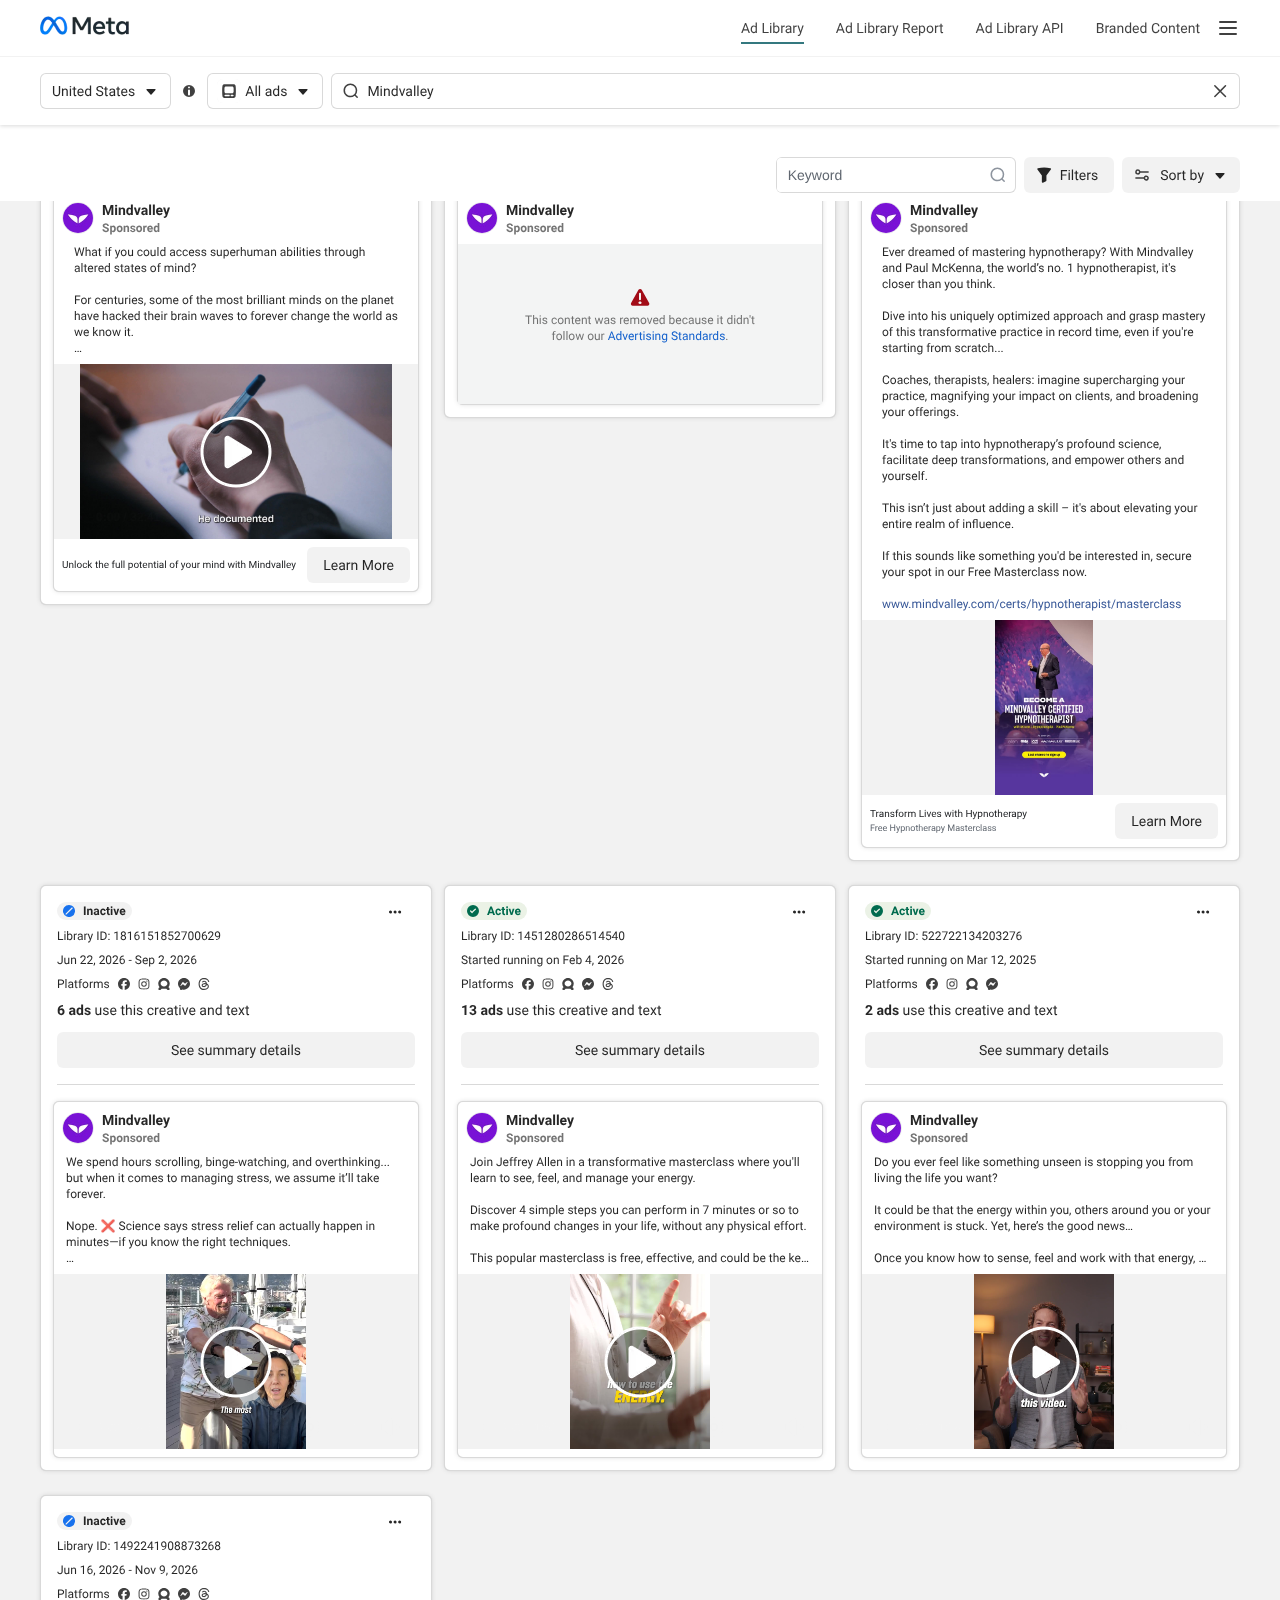 Meta
Ad Library
Ad Library Report
Ad Library API
Branded Content
United States
All ads
Mindvalley
Keyword
Filters
Sort by
Mindvalley
Sponsored
What if you could access superhuman abilities through
altered states of mind?
For centuries, some of the most brilliant minds on the planet
have hacked their brain waves to forever change the world as
we know it.
...
He documented
Unlock the full potential of your mind with Mindvalley
Learn More
Mindvalley
Sponsored
This content was removed because it didn't
follow our Advertising Standards.
Mindvalley
Sponsored
Ever dreamed of mastering hypnotherapy? With Mindvalley
and Paul McKenna, the world's no. 1 hypnotherapist, it's
closer than you think.
Dive into his uniquely optimized approach and grasp mastery
of this transformative practice in record time, even if you're
starting from scratch...
Coaches, therapists, healers: imagine supercharging your
practice, magnifying your impact on clients, and broadening
your offerings.
It's time to tap into hypnotherapy's profound science,
facilitate deep transformations, and empower others and
yourself.
This isn't just about adding a skill – it's about elevating your
entire realm of influence.
If this sounds like something you'd be interested in, secure
your spot in our Free Masterclass now.
www.mindvalley.com/certs/hypnotherapist/masterclass
BECOME A
MINDVALLEY CERTIFIED
HYPNOTHERAPIST
Transform Lives with Hypnotherapy
Free Hypnotherapy Masterclass
Learn More
Inactive
Library ID: 1816151852700629
Jun 22, 2026 - Sep 2, 2026
Platforms
6 ads use this creative and text
See summary details
Mindvalley
Sponsored
We spend hours scrolling, binge-watching, and overthinking...
but when it comes to managing stress, we assume it'll take
forever.
Nope. ❌ Science says stress relief can actually happen in
minutes—if you know the right techniques.
...
The most
Active
Library ID: 1451280286514540
Started running on Feb 4, 2026
Platforms
13 ads use this creative and text
See summary details
Mindvalley
Sponsored
Join Jeffrey Allen in a transformative masterclass where you'll
learn to see, feel, and manage your energy.
Discover 4 simple steps you can perform in 7 minutes or so to
make profound changes in your life, without any physical effort.
This popular masterclass is free, effective, and could be the ke...
how to use the
ENERGY.
Active
Library ID: 522722134203276
Started running on Mar 12, 2025
Platforms
2 ads use this creative and text
See summary details
Mindvalley
Sponsored
Do you ever feel like something unseen is stopping you from
living the life you want?
It could be that the energy within you, others around you or your
environment is stuck. Yet, here's the good news...
Once you know how to sense, feel and work with that energy, ...
this video.
Inactive
Library ID: 1492241908873268
Jun 16, 2026 - Nov 9, 2026
Platforms